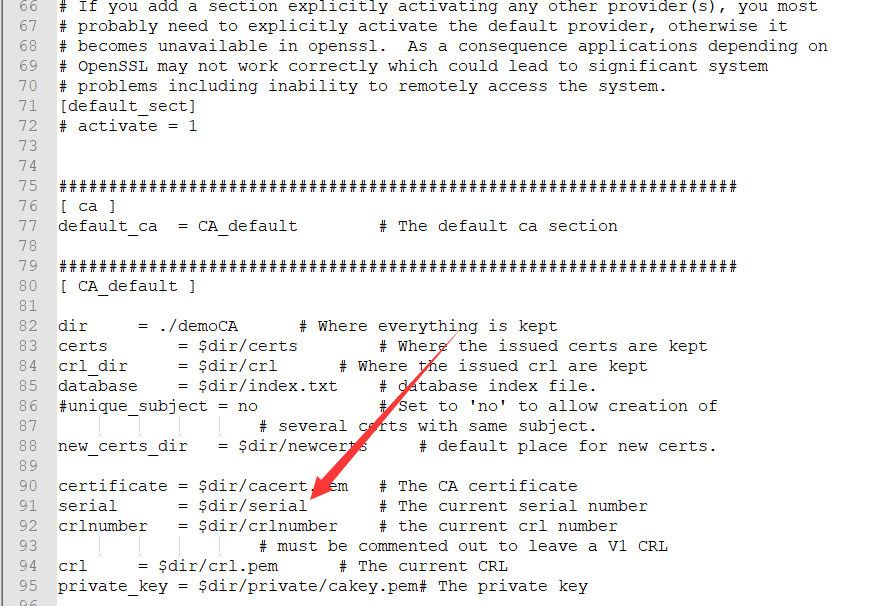 66 # If you add a section explicitly activating any other provider(s), you most
67 # probably need to explicitly activate the default provider, otherwise it
68 # becomes unavailable in openssl.  As a consequence applications depending on
69 # OpenSSL may not work correctly which could lead to significant system
70 # problems including inability to remotely access the system.
71 [default_sect]
72 # activate = 1
73
74
75 ####################################################################
76 [ ca ]
77 default_ca  = CA_default        # The default ca section
78
79 ####################################################################
80 [ CA_default ]
81
82 dir     = ./demoCA      # Where everything is kept
83 certs       = $dir/certs        # Where the issued certs are kept
84 crl_dir     = $dir/crl      # Where the issued crl are kept
85 database    = $dir/index.txt    # database index file.
86 #unique_subject = no            # Set to 'no' to allow creation of
87                     # several certs with same subject.
88 new_certs_dir   = $dir/newcerts     # default place for new certs.
89
90 certificate = $dir/cacert.pem   # The CA certificate
91 serial      = $dir/serial       # The current serial number
92 crlnumber   = $dir/crlnumber    # the current crl number
93                     # must be commented out to leave a V1 CRL
94 crl     = $dir/crl.pem      # The current CRL
95 private_key = $dir/private/cakey.pem# The private key
96